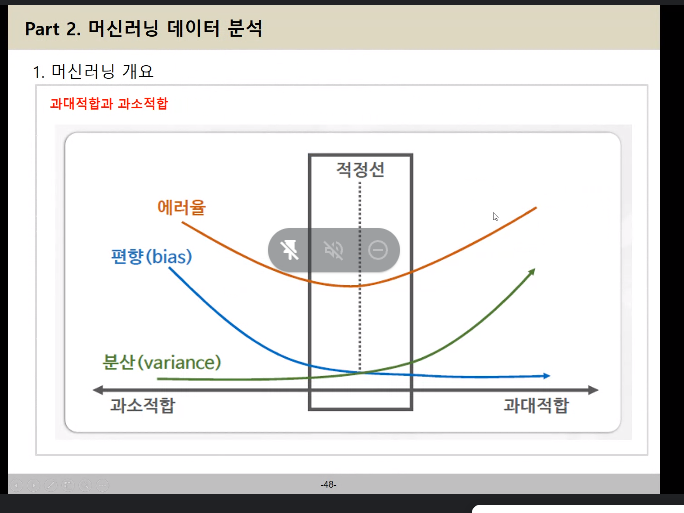 Part 2. 머신러닝 데이터 분석
1. 머신러닝 개요
과대적합과 과소적합
적정선
에러율
편향(bias)
분산(variance)
과소적합
과대적합
-48-